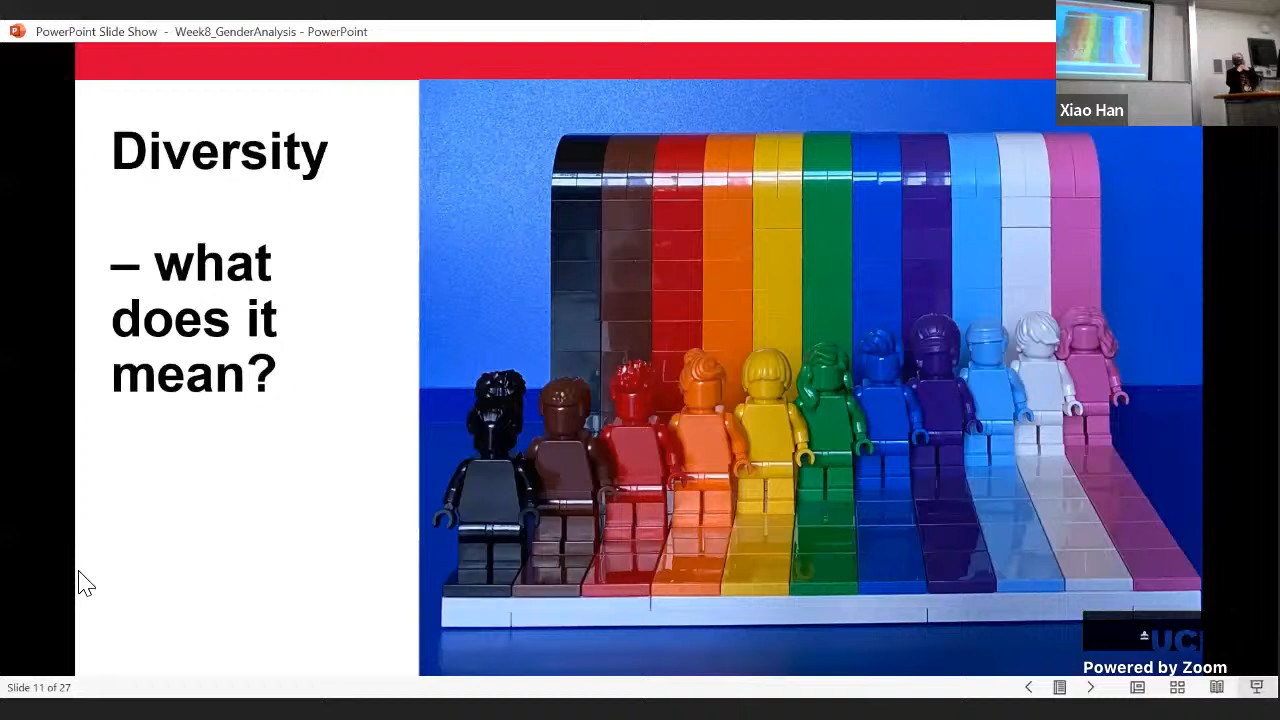 PowerPoint Slide Show - Week8_GenderAnalysis - PowerPoint
Xiao Han
Diversity
– what
does it
mean?
UC
Powered by Zoom
Slide 11 of 27